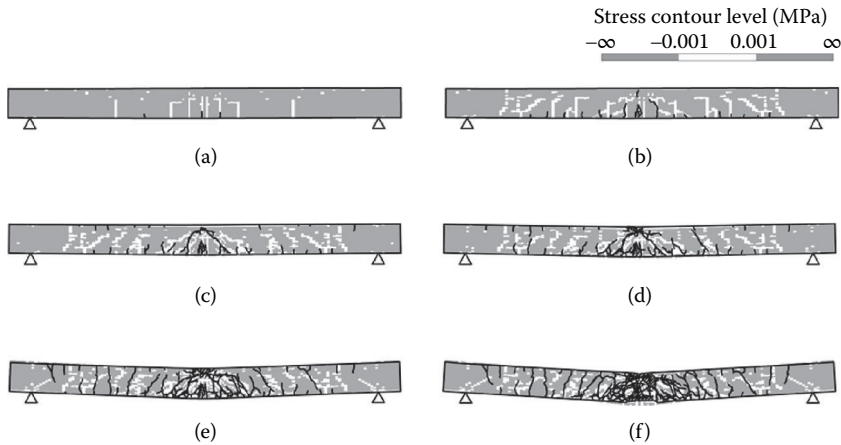 Stress contour level (MPa)
–∞ –0.001 0.001 ∞
(a) (b)
(c) (d)
(e) (f)